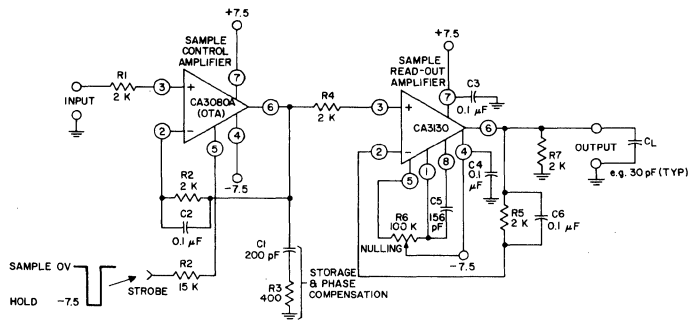 +7.5
SAMPLE
CONTROL
AMPLIFIER
7
R1
2 K
3
+
CA3080A
(OTA)
6
INPUT
2
–
5
4
-7.5
R2
2 K
C2
0.1 μF
SAMPLE 0V
HOLD -7.5
STROBE
R2
15 K
C1
200 pF
R3
400
STORAGE
& PHASE
COMPENSATION
R4
2 K
+7.5
SAMPLE
READ-OUT
AMPLIFIER
7
C3
0.1 μF
3
+
CA3130
6
2
–
5
1
8
4
C4
0.1
μF
C5
156
pF
R6
100 K
NULLING
-7.5
R7
2 K
OUTPUT
CL
e.g. 30 pF (TYP)
R5
2 K
C6
0.1 μF